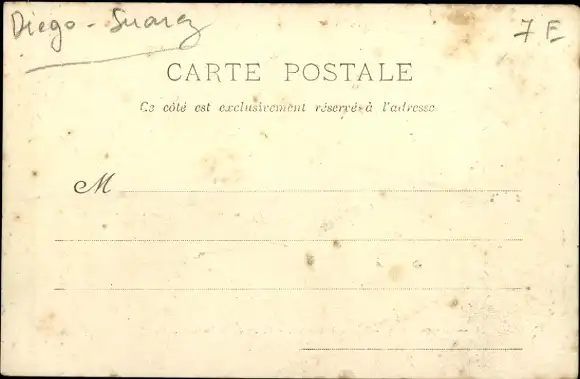 Diego-Suarez
7 E
CARTE POSTALE
Ce côté est exclusivement réservé à l'adresse
M